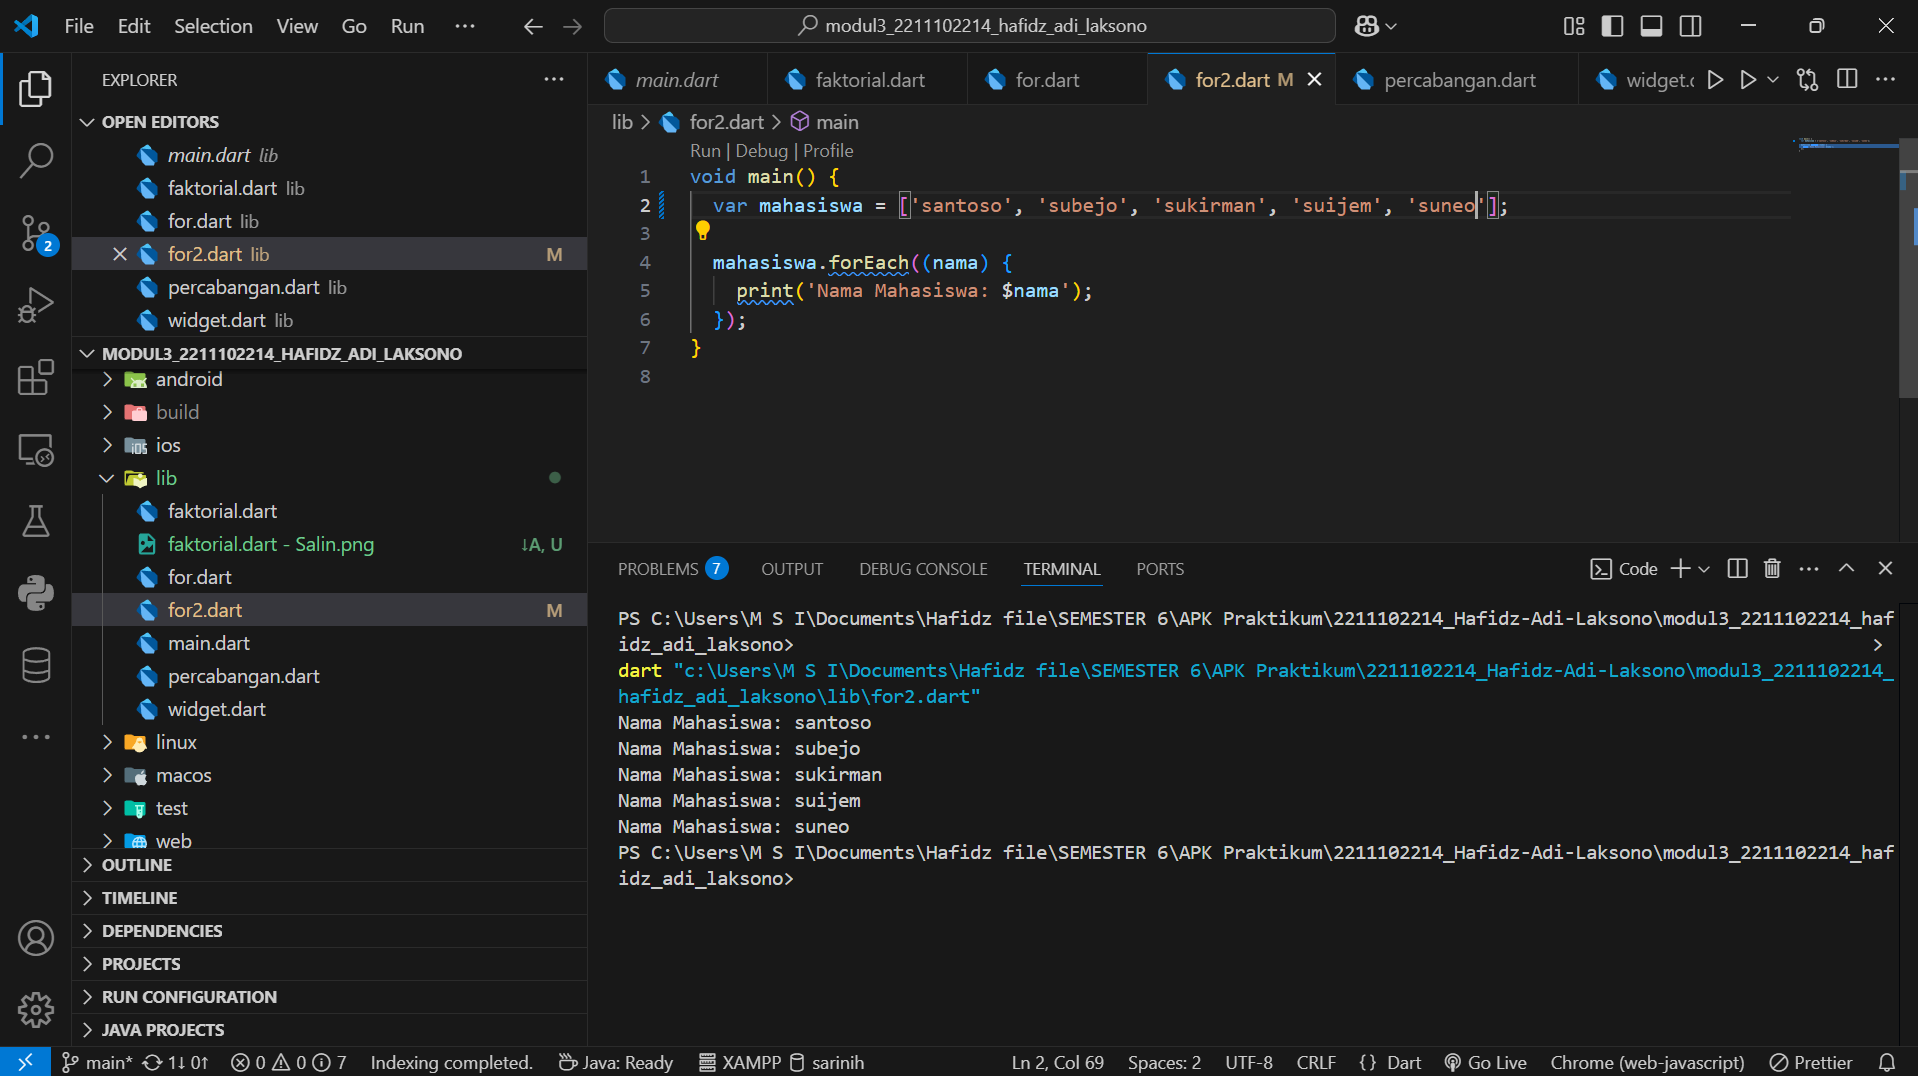 File Edit Selection View Go Run
modul3_2211102214_hafidz_adi_laksono
EXPLORER
OPEN EDITORS
main.dart lib
faktorial.dart lib
for.dart lib
for2.dart lib M
percabangan.dart lib
widget.dart lib
MODUL3_2211102214_HAFIDZ_ADI_LAKSONO
android
build
ios
lib
faktorial.dart
faktorial.dart - Salin.png ↓A, U
for.dart
for2.dart M
main.dart
percabangan.dart
widget.dart
linux
macos
test
web
OUTLINE
TIMELINE
DEPENDENCIES
PROJECTS
RUN CONFIGURATION
JAVA PROJECTS
2
main.dart faktorial.dart for.dart for2.dart M percabangan.dart widget.c
lib > for2.dart > main
Run | Debug | Profile
1 void main() {
2 var mahasiswa = ['santoso', 'subejo', 'sukirman', 'suijem', 'suneo'];
3
4 mahasiswa.forEach((nama) {
5 print('Nama Mahasiswa: $nama');
6 });
7 }
8
PROBLEMS 7 OUTPUT DEBUG CONSOLE TERMINAL PORTS Code
PS C:\Users\M S I\Documents\Hafidz file\SEMESTER 6\APK Praktikum\2211102214_Hafidz-Adi-Laksono\modul3_2211102214_haf
idz_adi_laksono>
dart "c:\Users\M S I\Documents\Hafidz file\SEMESTER 6\APK Praktikum\2211102214_Hafidz-Adi-Laksono\modul3_2211102214_
hafidz_adi_laksono\lib\for2.dart"
Nama Mahasiswa: santoso
Nama Mahasiswa: subejo
Nama Mahasiswa: sukirman
Nama Mahasiswa: suijem
Nama Mahasiswa: suneo
PS C:\Users\M S I\Documents\Hafidz file\SEMESTER 6\APK Praktikum\2211102214_Hafidz-Adi-Laksono\modul3_2211102214_haf
idz_adi_laksono>
main* 1↓ 0↑ 0 0 7 Indexing completed. Java: Ready XAMPP sarinih Ln 2, Col 69 Spaces: 2 UTF-8 CRLF {} Dart Go Live Chrome (web-javascript) Prettier